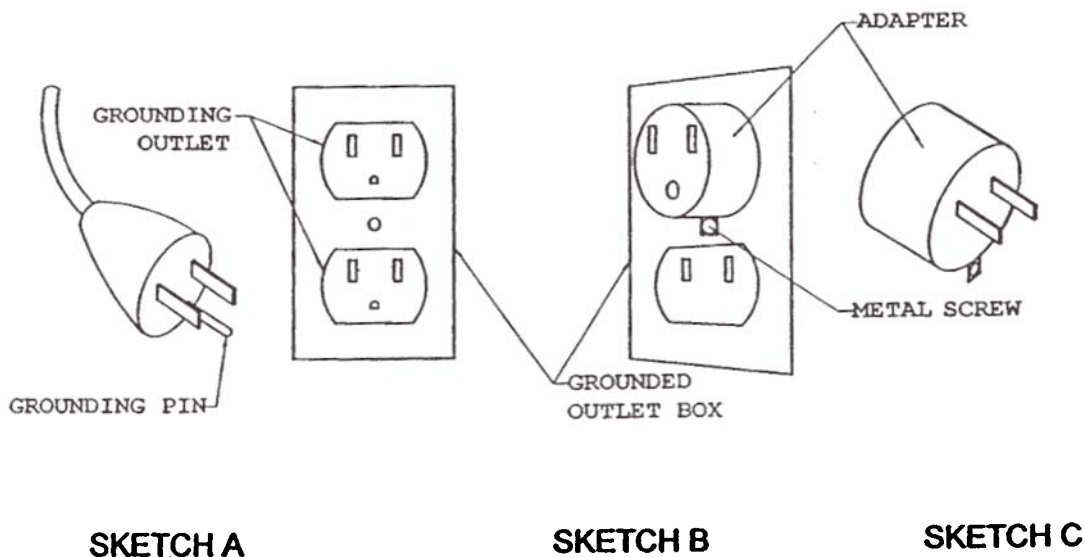 ADAPTER
GROUNDING
OUTLET
METAL SCREW
GROUNDED
OUTLET BOX
GROUNDING PIN
SKETCH A
SKETCH B
SKETCH C